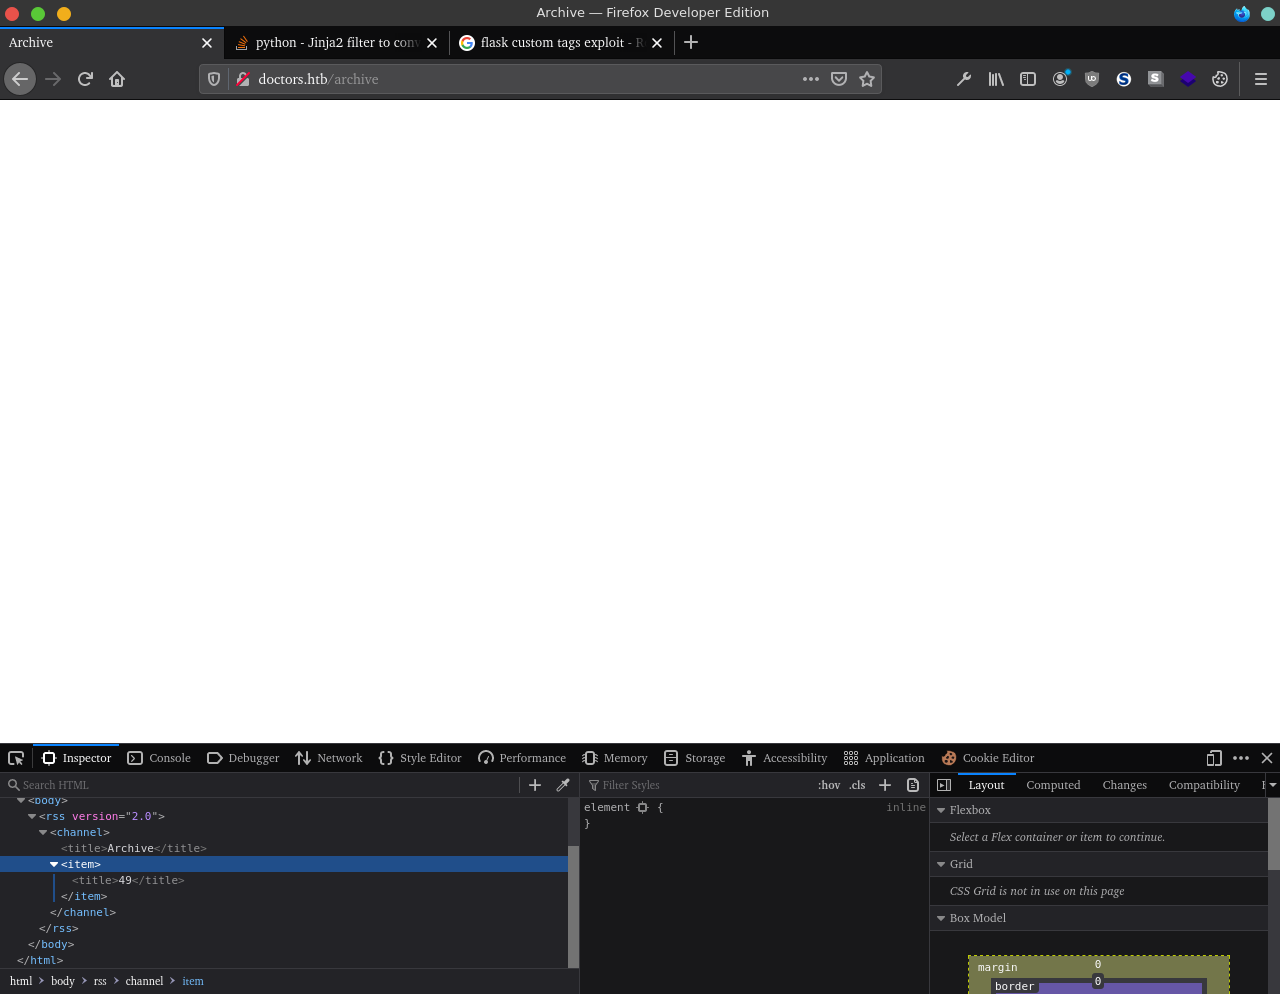 Archive — Firefox Developer Edition
Archive
python - Jinja2 filter to conv
flask custom tags exploit - R
doctors.htb/archive
Inspector
Console
Debugger
Network
Style Editor
Performance
Memory
Storage
Accessibility
Application
Cookie Editor
Search HTML
Filter Styles
:hov .cls
Layout
Computed
Changes
Compatibility
<body>
<rss version="2.0">
<channel>
<title>Archive</title>
<item>
<title>49</title>
</item>
</channel>
</rss>
</body>
</html>
html > body > rss > channel > item
element {
inline
}
Flexbox
Select a Flex container or item to continue.
Grid
CSS Grid is not in use on this page
Box Model
margin
0
border
0